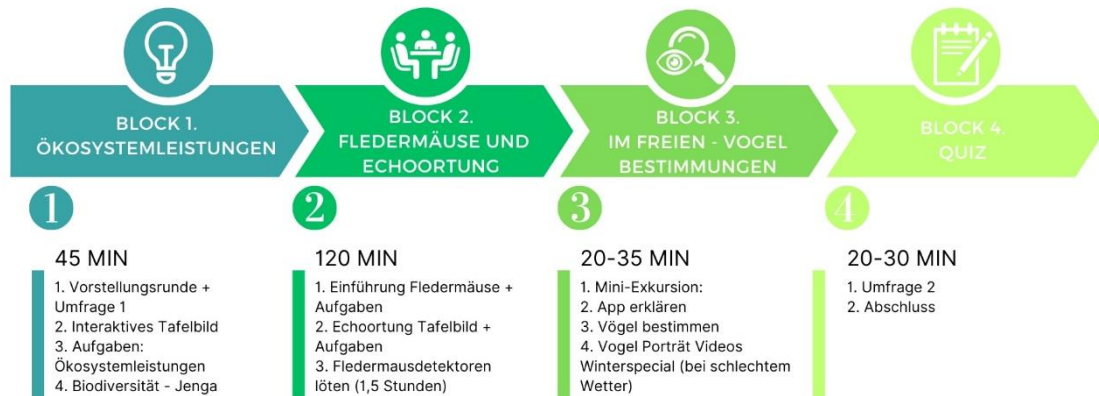 BLOCK 1.
ÖKOSYSTEMLEISTUNGEN
BLOCK 2.
FLEDERMÄUSE UND
ECHOORTUNG
BLOCK 3.
IM FREIEN - VOGEL
BESTIMMUNGEN
BLOCK 4.
QUIZ
1
45 MIN
1. Vorstellungsrunde +
Umfrage 1
2. Interaktives Tafelbild
3. Aufgaben:
Ökosystemleistungen
4. Biodiversität - Jenga
2
120 MIN
1. Einführung Fledermäuse +
Aufgaben
2. Echoortung Tafelbild +
Aufgaben
3. Fledermausdetektoren
löten (1,5 Stunden)
3
20-35 MIN
1. Mini-Exkursion:
2. App erklären
3. Vögel bestimmen
4. Vogel Porträt Videos
Winterspecial (bei schlechtem
Wetter)
4
20-30 MIN
1. Umfrage 2
2. Abschluss